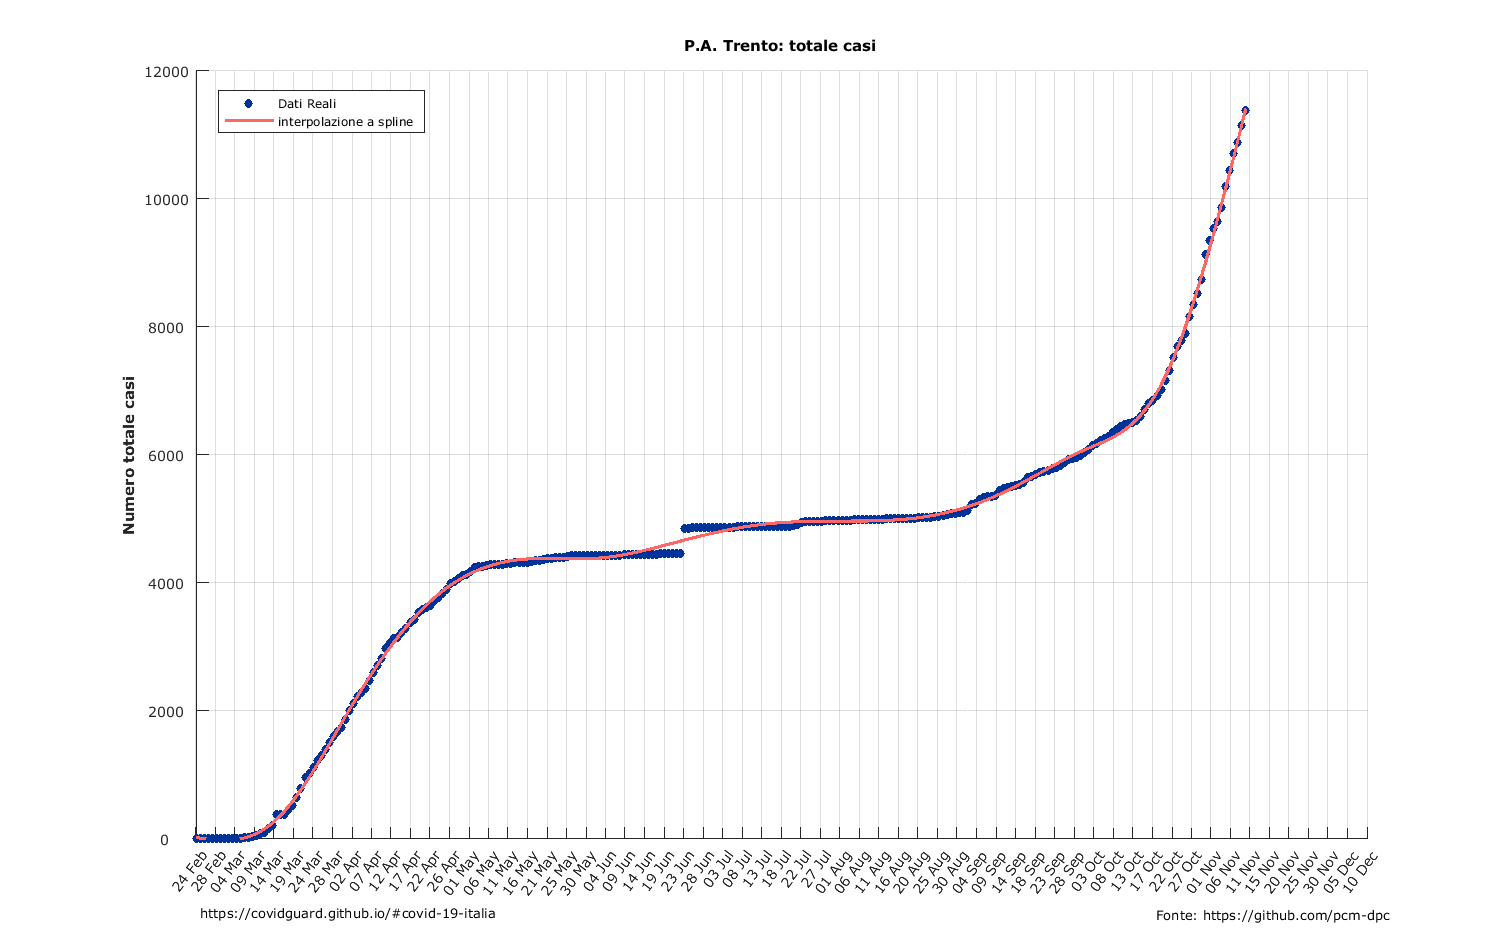 P.A. Trento: totale casi
12000
10000
8000
6000
4000
2000
0
Numero totale casi
Dati Reali
interpolazione a spline
24 Feb
28 Feb
04 Mar
09 Mar
14 Mar
19 Mar
24 Mar
28 Mar
02 Apr
07 Apr
12 Apr
17 Apr
22 Apr
26 Apr
01 May
06 May
11 May
16 May
21 May
25 May
30 May
04 Jun
09 Jun
14 Jun
19 Jun
23 Jun
28 Jun
03 Jul
08 Jul
13 Jul
18 Jul
22 Jul
27 Jul
01 Aug
06 Aug
11 Aug
16 Aug
20 Aug
25 Aug
30 Aug
04 Sep
09 Sep
14 Sep
18 Sep
23 Sep
28 Sep
03 Oct
08 Oct
13 Oct
17 Oct
22 Oct
27 Oct
01 Nov
06 Nov
11 Nov
15 Nov
20 Nov
25 Nov
30 Nov
05 Dec
10 Dec
https://covidguard.github.io/#covid-19-italia
Fonte: https://github.com/pcm-dpc